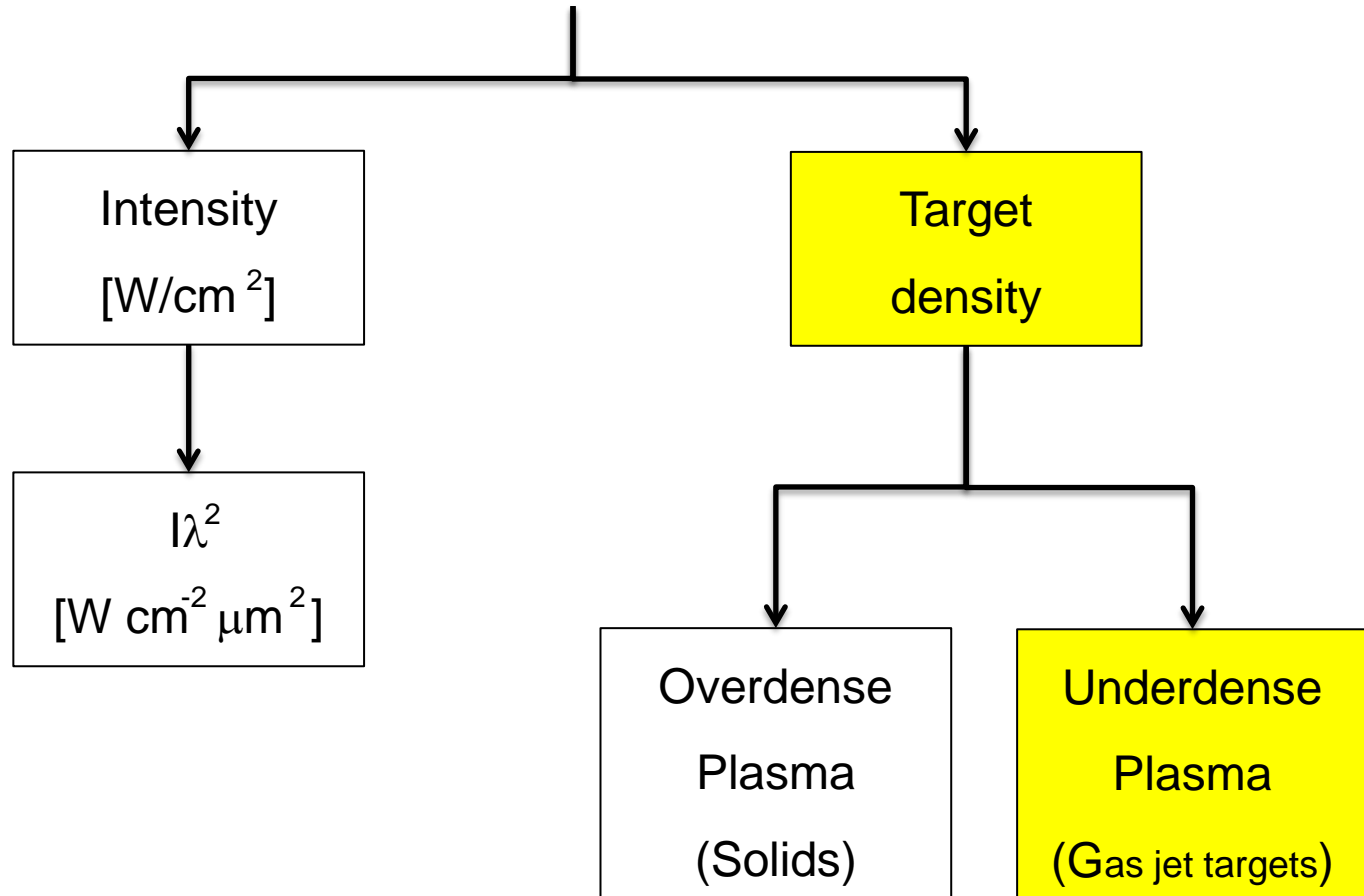 Intensity
[W/cm²]
Target
density
Iλ²
[W cm⁻² μm²]
Overdense
Plasma
(Solids)
Underdense
Plasma
(Gas jet targets)